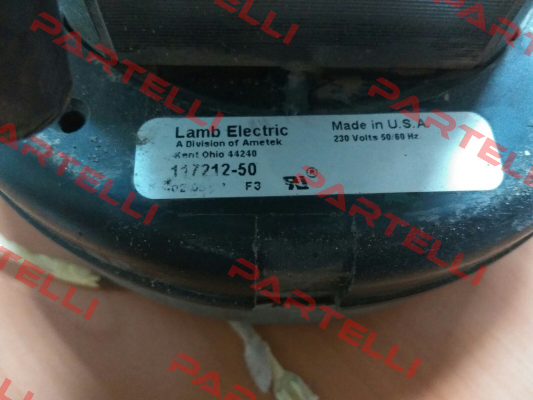 Lamb Electric
A Division of Ametek
Kent Ohio 44240
117212-50
F3
Made in U.S.A.
230 Volts 50/60 Hz
PARTELLI
PARTELLI
PARTELLI
PARTELLI
PARTELLI
PARTELLI
PARTELLI
PARTELLI